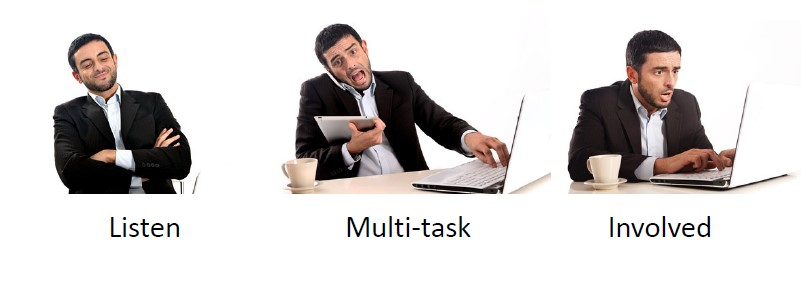 Listen
Multi-task
Involved